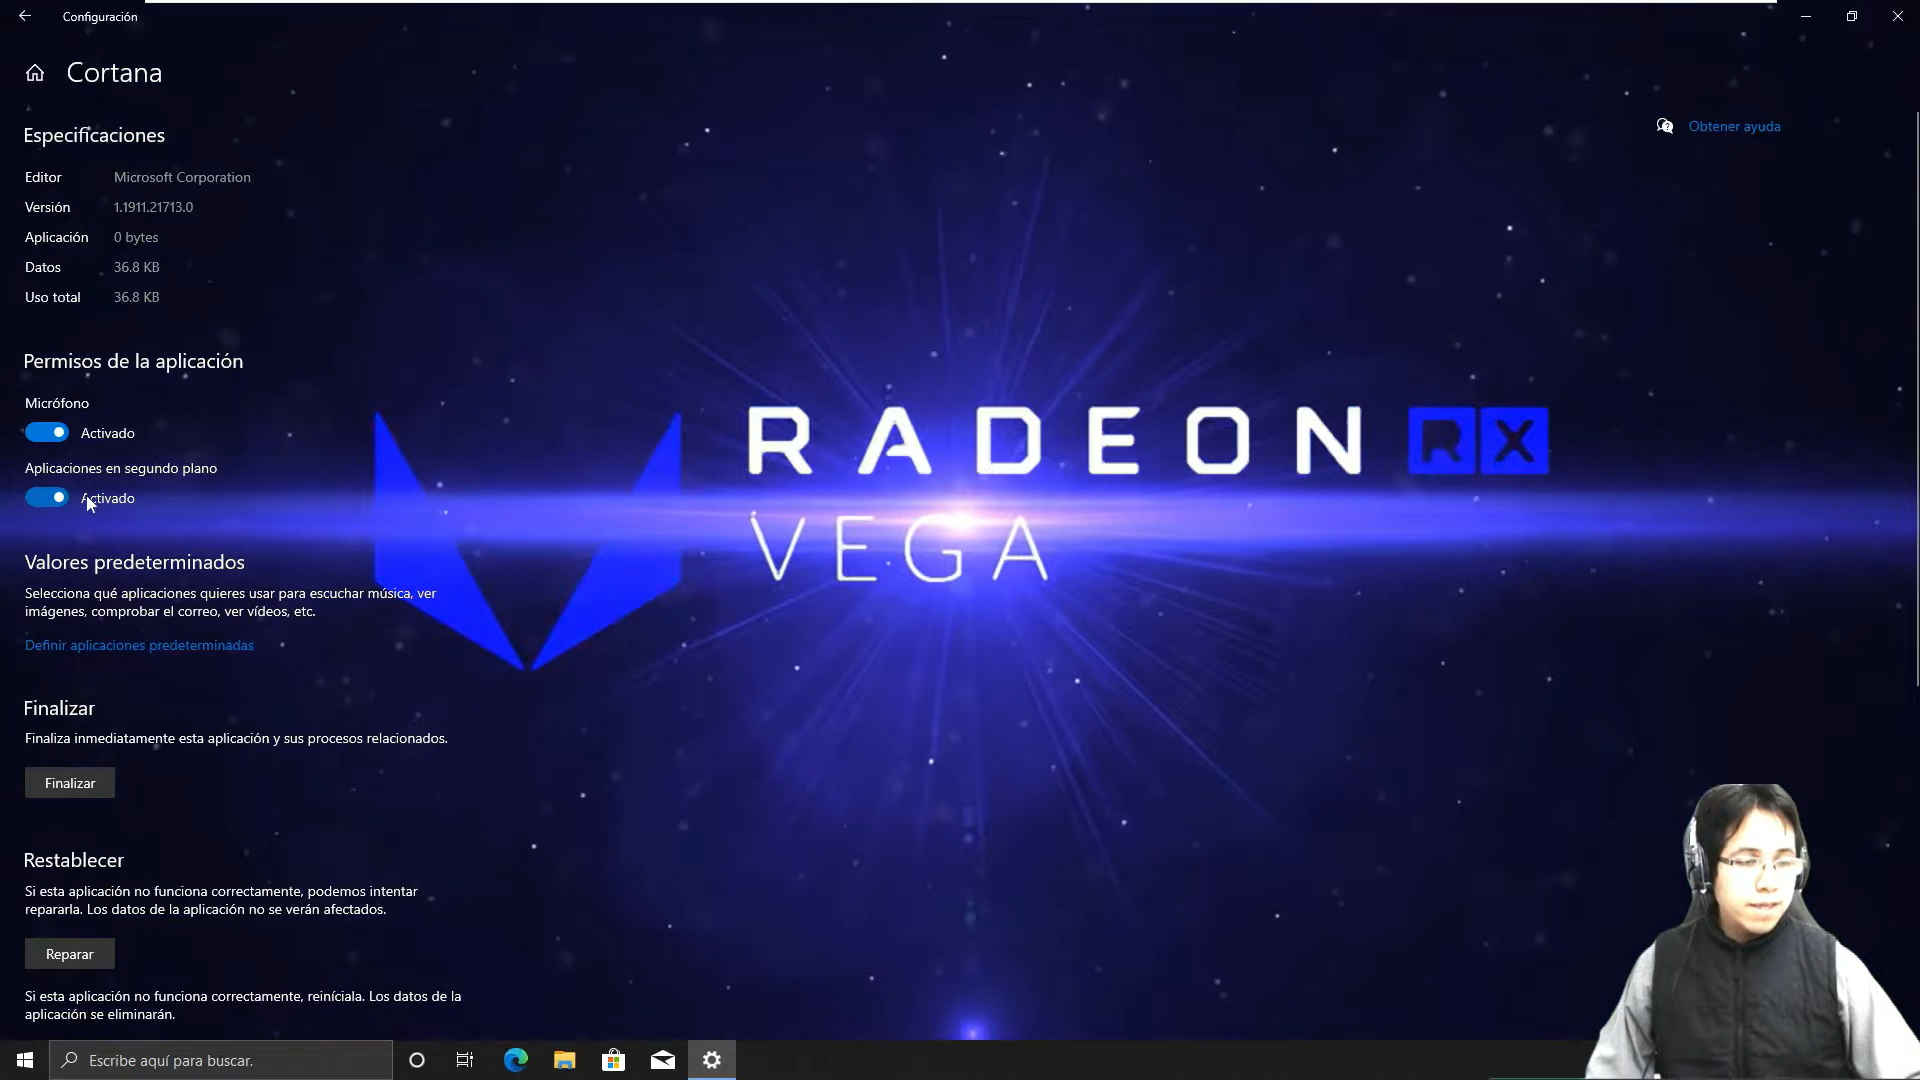 Configuración
Cortana
Especificaciones
Obtener ayuda
Editor Microsoft Corporation
Versión 1.1911.21713.0
Aplicación 0 bytes
Datos 36.8 KB
Uso total 36.8 KB
Permisos de la aplicación
Micrófono
Activado
Aplicaciones en segundo plano
Activado
RADEON RX
VEGA
Valores predeterminados
Selecciona qué aplicaciones quieres usar para escuchar música, ver
imágenes, comprobar el correo, ver vídeos, etc.
Definir aplicaciones predeterminadas
Finalizar
Finaliza inmediatamente esta aplicación y sus procesos relacionados.
Finalizar
Restablecer
Si esta aplicación no funciona correctamente, podemos intentar
repararla. Los datos de la aplicación no se verán afectados.
Reparar
Si esta aplicación no funciona correctamente, reiníciala. Los datos de la
aplicación se eliminarán.
Escribe aquí para buscar.